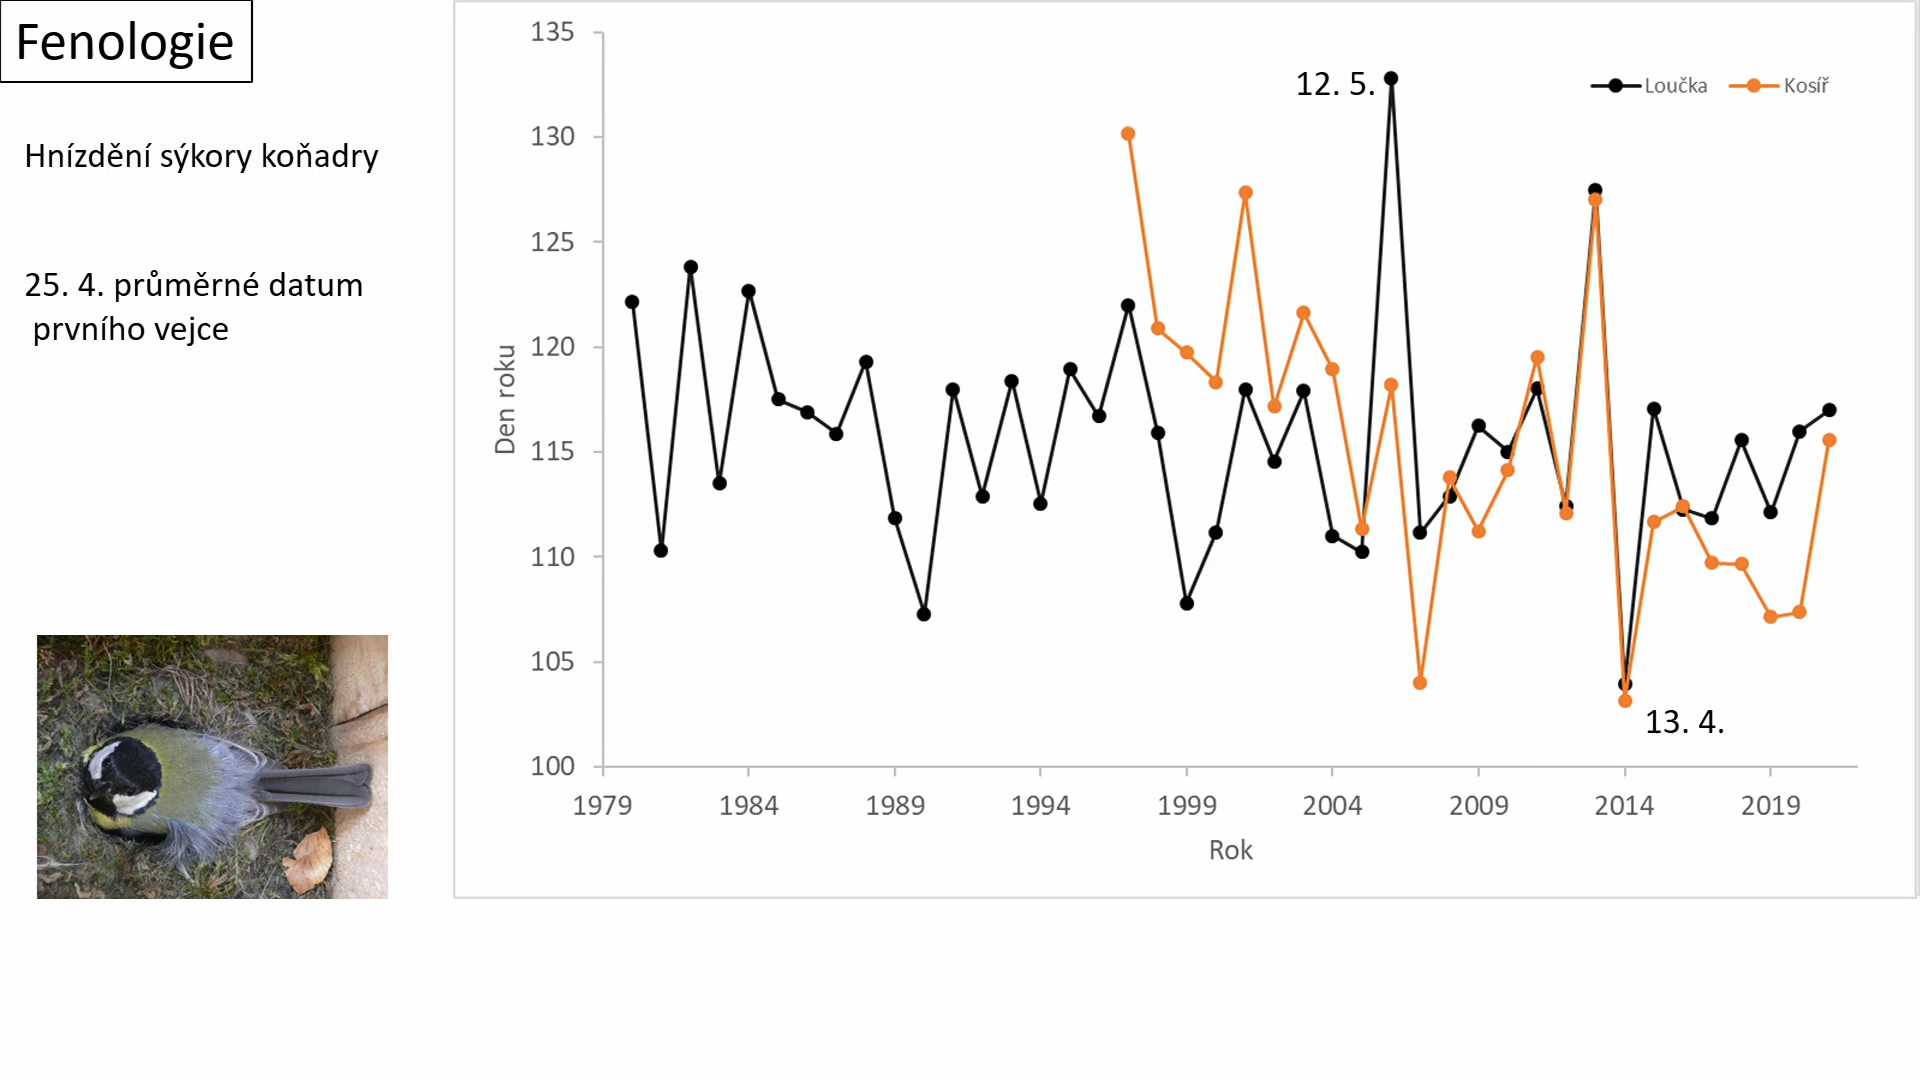 Fenologie
Hnízdění sýkory koňadry
25. 4. průměrné datum
prvního vejce
135
130
125
120
115
110
105
100
Den roku
12. 5.
Loučka
Kosíř
13. 4.
1979 1984 1989 1994 1999 2004 2009 2014 2019
Rok